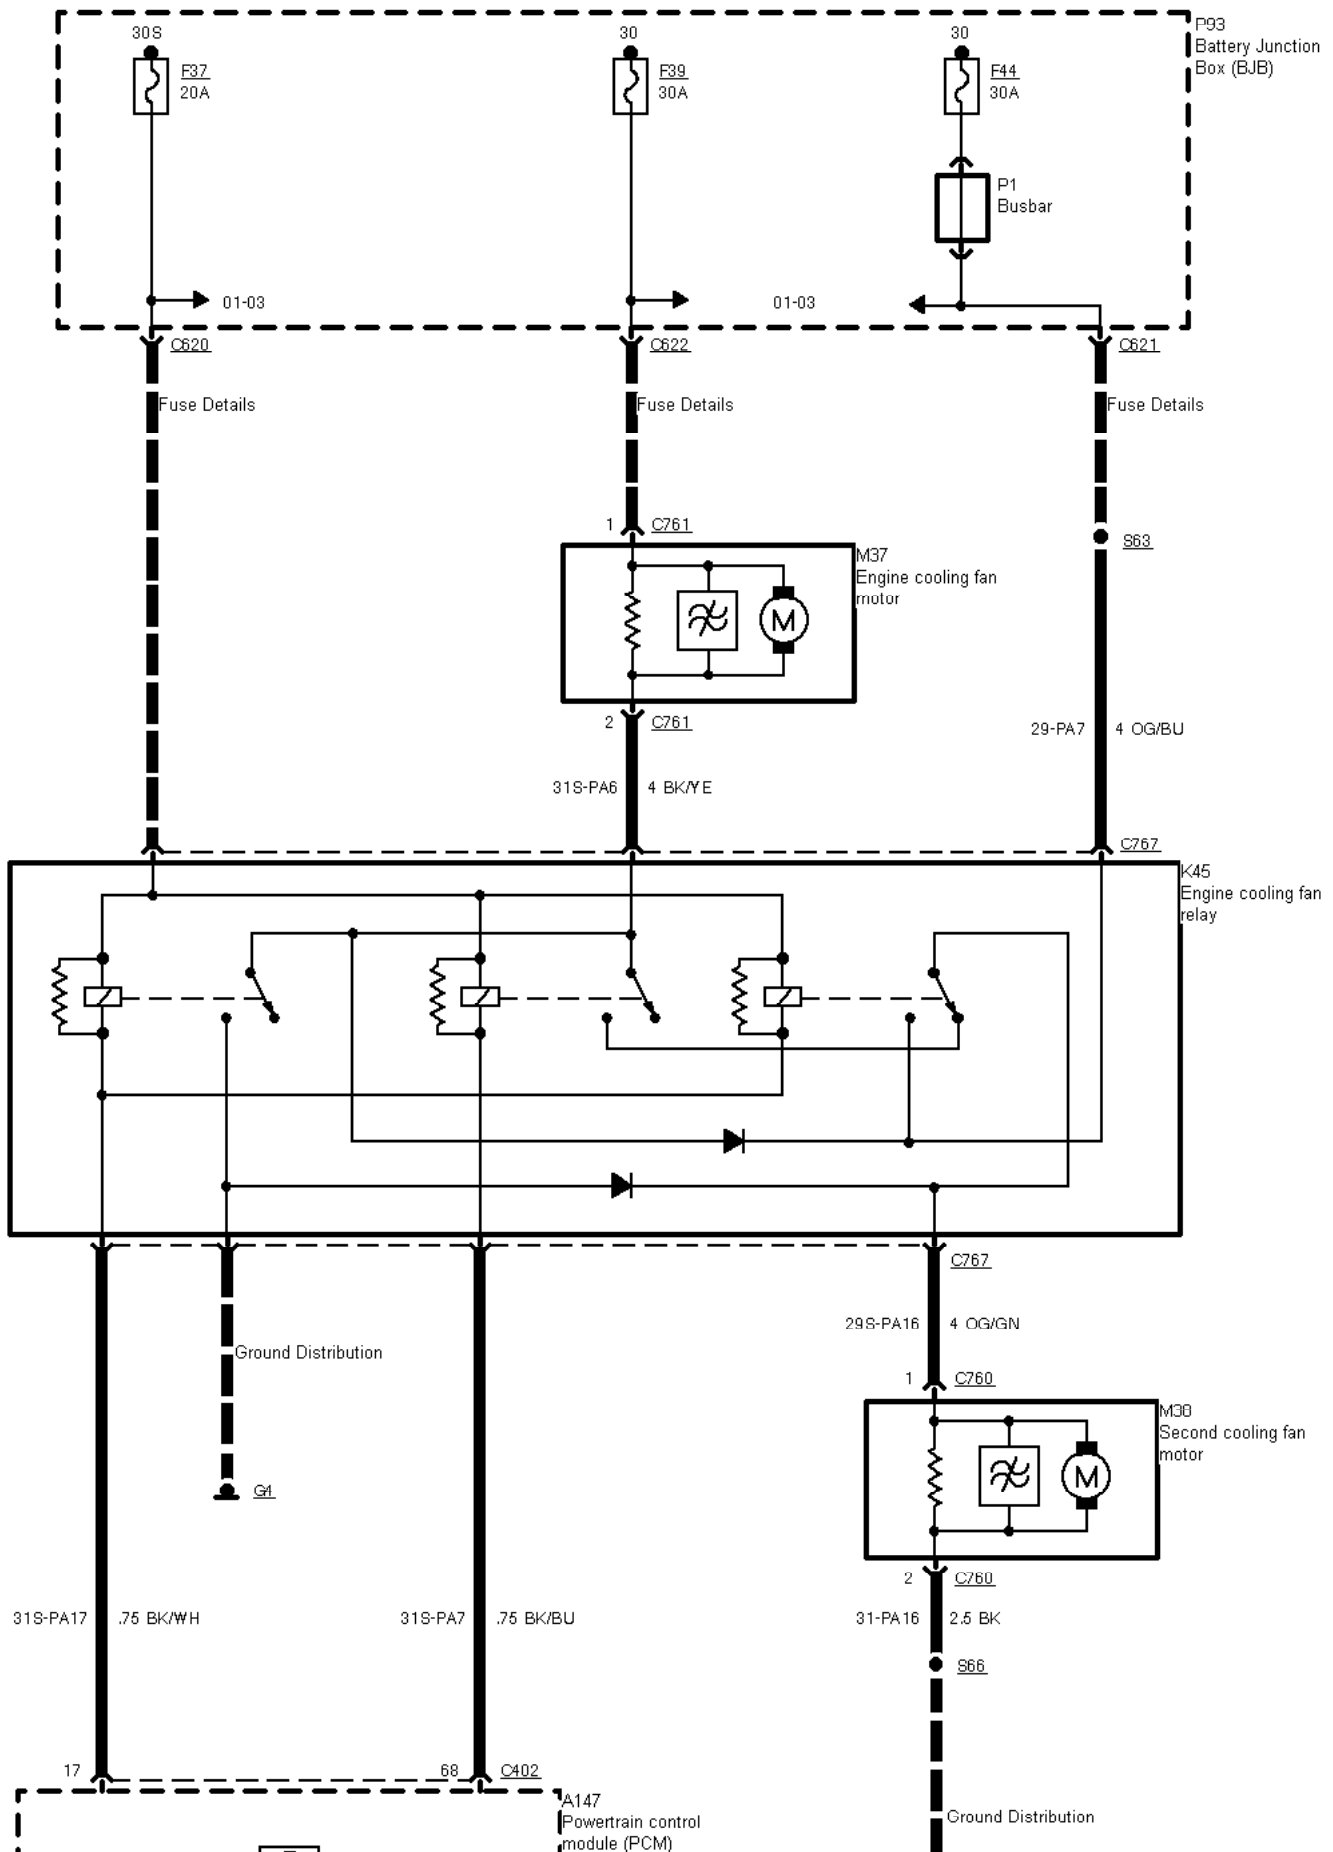 P93
Battery Junction
Box (BJB)
30S
30
30
F37
20A
F39
30A
F44
30A
P1
Busbar
01-03
01-03
C620
C622
C621
Fuse Details
Fuse Details
Fuse Details
1
C761
S63
M37
Engine cooling fan
motor
M
2
C761
29-PA7
4 OG/BU
31S-PA6
4 BK/YE
C767
K45
Engine cooling fan
relay
C767
29S-PA16
4 OG/GN
Ground Distribution
1
C760
M38
Second cooling fan
motor
M
G4
2
C760
31S-PA17
.75 BK/WH
31S-PA7
.75 BK/BU
31-PA16
2.5 BK
S66
17
68
C402
A147
Powertrain control
module (PCM)
Ground Distribution